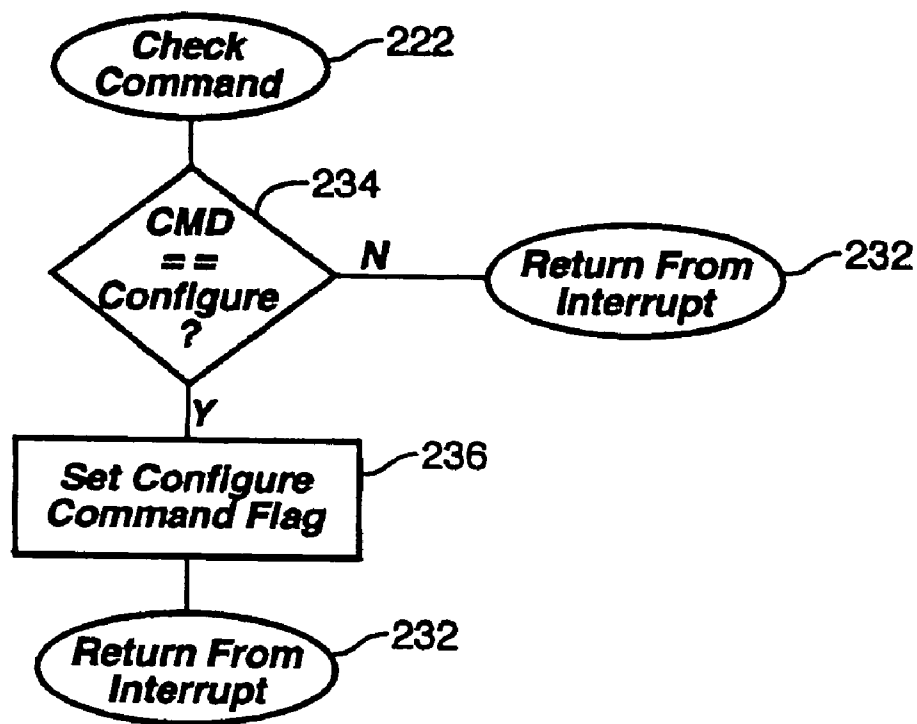 Check
Command
222
CMD
==
Configure
?
234
N
Return From
Interrupt
232
Y
Set Configure
Command Flag
236
Return From
Interrupt
232